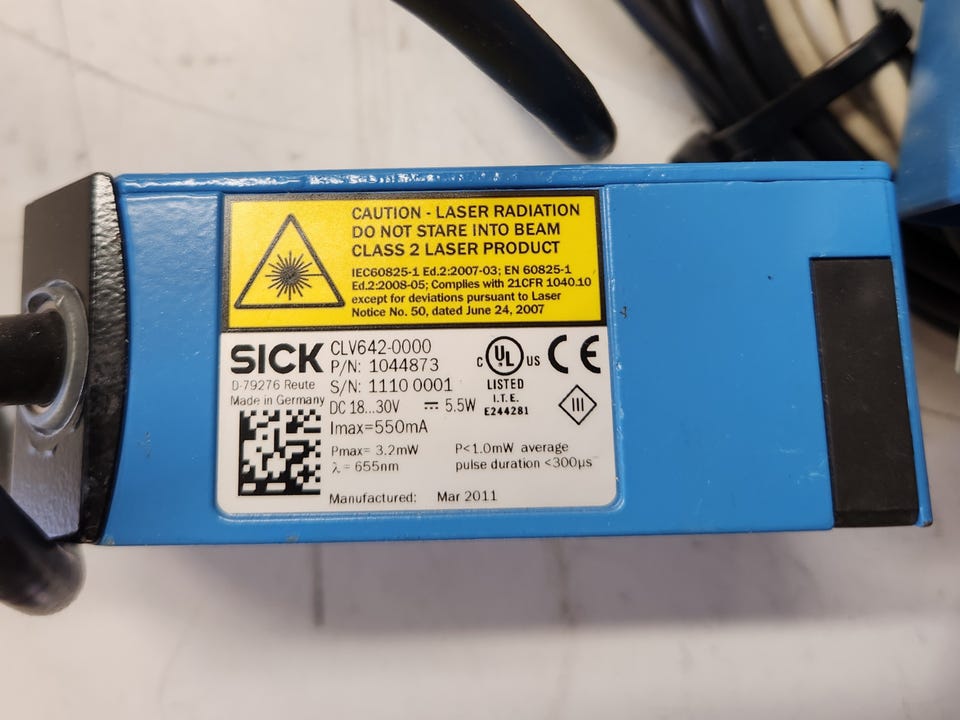 CAUTION - LASER RADIATION
DO NOT STARE INTO BEAM
CLASS 2 LASER PRODUCT
IEC60825-1 Ed.2:2007-03; EN 60825-1
Ed.2:2008-05; Complies with 21CFR 1040.10
except for deviations pursuant to Laser
Notice No. 50, dated June 24, 2007
SICK
D-79276 Reute
Made in Germany
CLV642-0000
P/N: 1044873
S/N: 1110 0001
DC 18...30V ⎓ 5.5W
Imax=550mA
Pmax= 3.2mW
λ = 655nm
P<1.0mW average
pulse duration <300µs
Manufactured: Mar 2011
C UL US CE
LISTED
I.T.E.
E244281
III